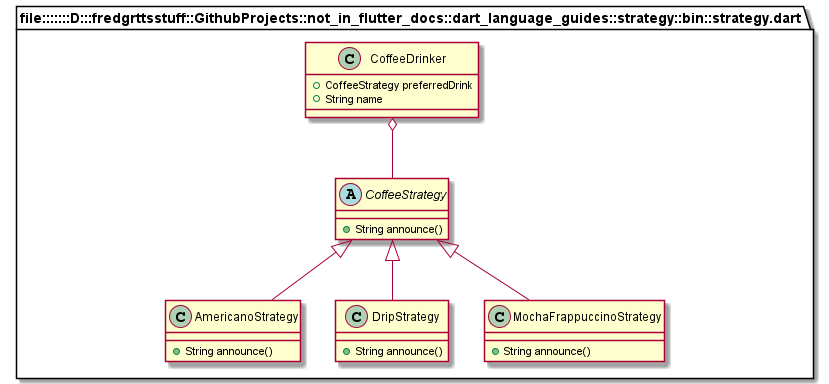 file:::::::D:::fredgrttsstuff::GithubProjects::not_in_flutter_docs::dart_language_guides::strategy::bin::strategy.dart
C CoffeeDrinker
CoffeeStrategy preferredDrink
String name
A CoffeeStrategy
String announce()
C AmericanoStrategy
String announce()
C DripStrategy
String announce()
C MochaFrappuccinoStrategy
String announce()